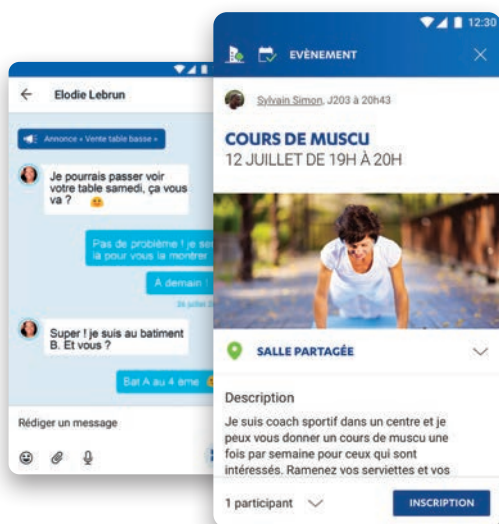 Elodie Lebrun
Annonce « Vente table basse »
Je pourrais passer voir
votre table samedi, ça vous
va ?
Pas de problème ! je
là pour vous la montrer
A demain !
26 juillet
Super ! je suis au batiment
B. Et vous ?
Bat A au 4 ème
Rédiger un message
12:30
EVÈNEMENT
Sylvain Simon, J203 à 20h43
COURS DE MUSCU
12 JUILLET DE 19H À 20H
SALLE PARTAGÉE
Description
Je suis coach sportif dans un centre et je
peux vous donner un cours de muscu une
fois par semaine pour ceux qui sont
intéressés. Ramenez vos serviettes et vos
1 participant
INSCRIPTION